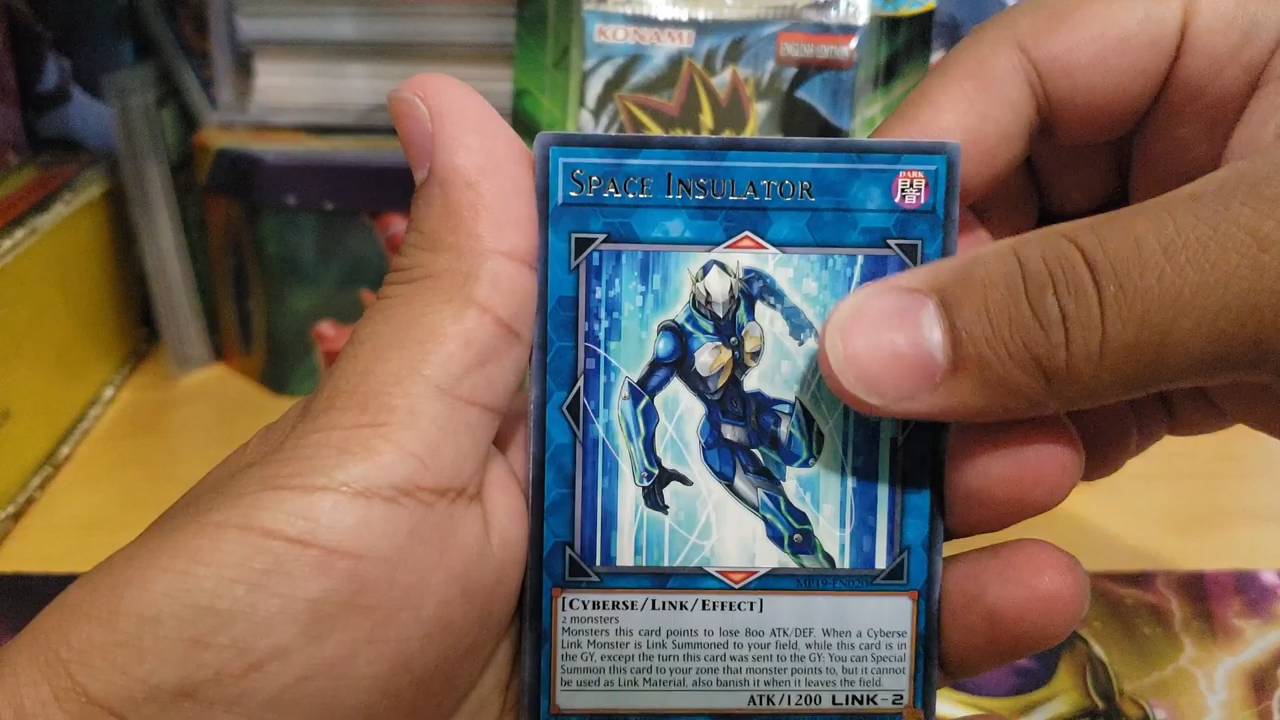 KONAMI
ENGLISH EDITION
SPACE INSULATOR
DARK
闇
MP19-EN020
[CYBERSE/LINK/EFFECT]
2 monsters
Monsters this card points to lose 800 ATK/DEF. When a Cyberse
Link Monster is Link Summoned to your field, while this card is in
the GY, except the turn this card was sent to the GY: You can Special
Summon this card to your zone that monster points to, but it cannot
be used as Link Material, also banish it when it leaves the field.
ATK/1200 LINK-2